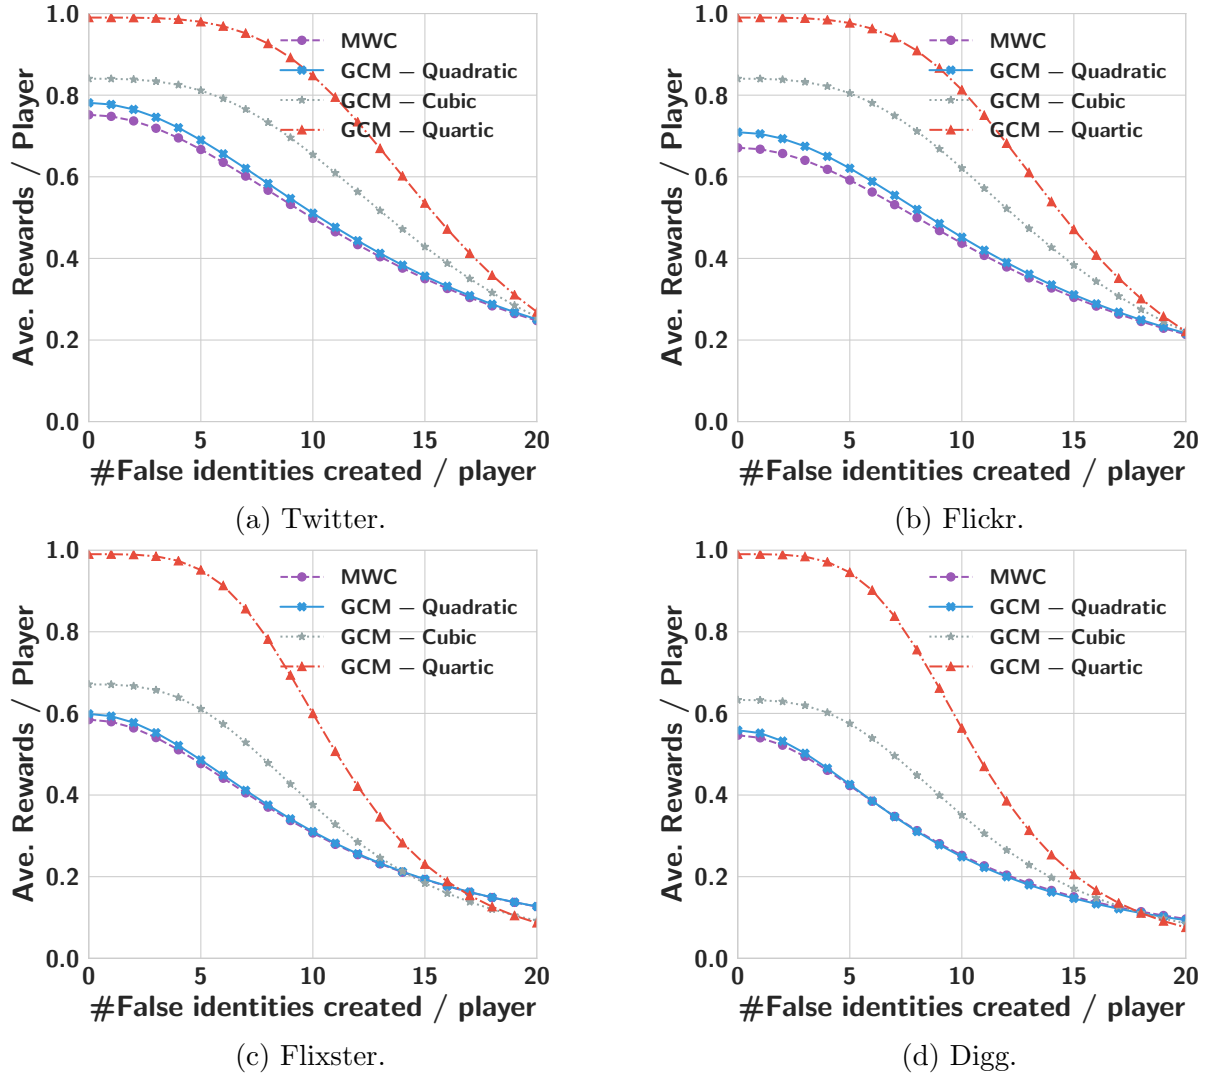 1.0
0.8
0.6
0.4
0.2
0.0
0 5 10 15 20
Ave. Rewards / Player
#False identities created / player
MWC
GCM – Quadratic
GCM – Cubic
GCM – Quartic
(a) Twitter.
1.0
0.8
0.6
0.4
0.2
0.0
0 5 10 15 20
Ave. Rewards / Player
#False identities created / player
MWC
GCM – Quadratic
GCM – Cubic
GCM – Quartic
(b) Flickr.
1.0
0.8
0.6
0.4
0.2
0.0
0 5 10 15 20
Ave. Rewards / Player
#False identities created / player
MWC
GCM – Quadratic
GCM – Cubic
GCM – Quartic
(c) Flixster.
1.0
0.8
0.6
0.4
0.2
0.0
0 5 10 15 20
Ave. Rewards / Player
#False identities created / player
MWC
GCM – Quadratic
GCM – Cubic
GCM – Quartic
(d) Digg.